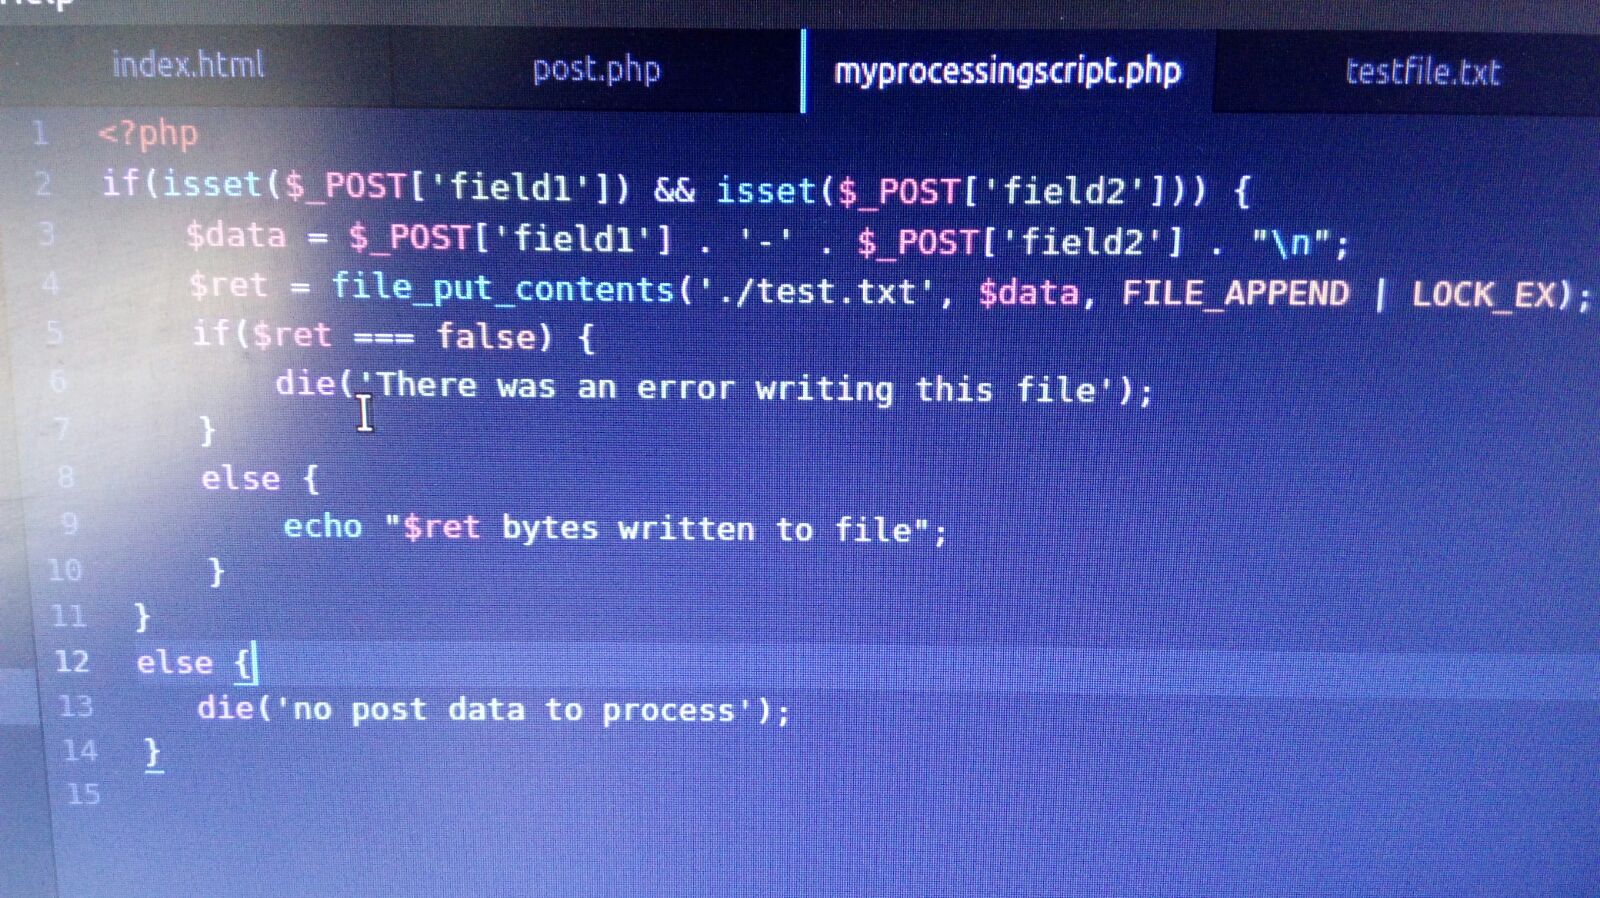 Help
index.html post.php myprocessingscript.php testfile.txt
1 <?php
2 if(isset($_POST['field1']) && isset($_POST['field2'])) {
3 $data = $_POST['field1'] . '-' . $_POST['field2'] . "\n";
4 $ret = file_put_contents('./test.txt', $data, FILE_APPEND | LOCK_EX);
5 if($ret === false) {
6 die('There was an error writing this file');
7 }
8 else {
9 echo "$ret bytes written to file";
10 }
11 }
12 else {
13 die('no post data to process');
14 }
15